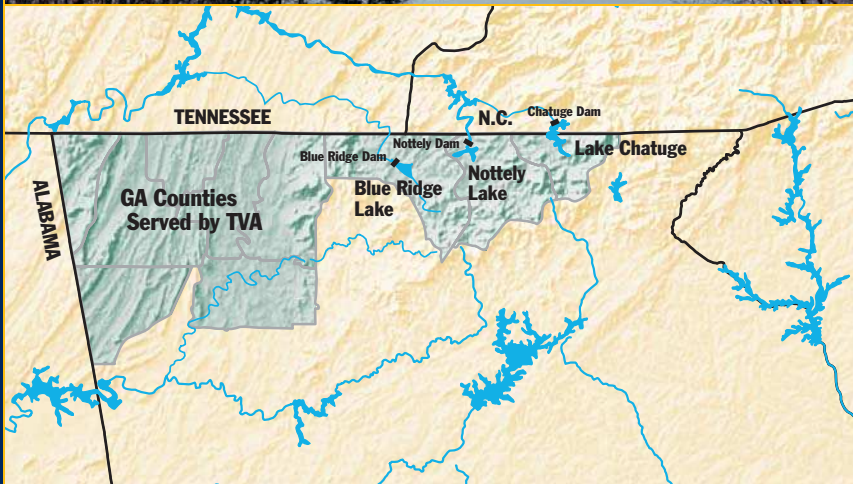 TENNESSEE
N.C.
Chatuge Dam
Nottely Dam
Lake Chatuge
Blue Ridge Dam
Blue Ridge
Lake
Nottely
Lake
GA Counties
Served by TVA
ALABAMA